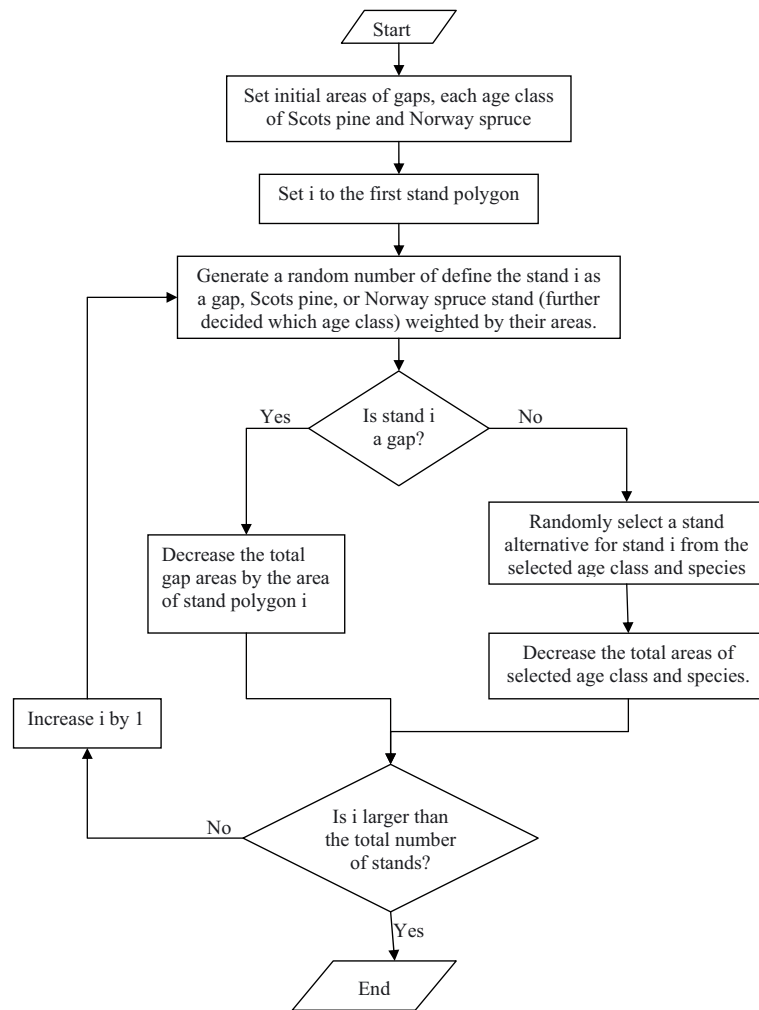 Start
Set initial areas of gaps, each age class
of Scots pine and Norway spruce
Set i to the first stand polygon
Generate a random number of define the stand i as
a gap, Scots pine, or Norway spruce stand (further
decided which age class) weighted by their areas.
Is stand i
a gap?
Yes
No
Decrease the total
gap areas by the area
of stand polygon i
Randomly select a stand
alternative for stand i from the
selected age class and species
Decrease the total areas of
selected age class and species.
Increase i by 1
Is i larger than
the total number
of stands?
No
Yes
End